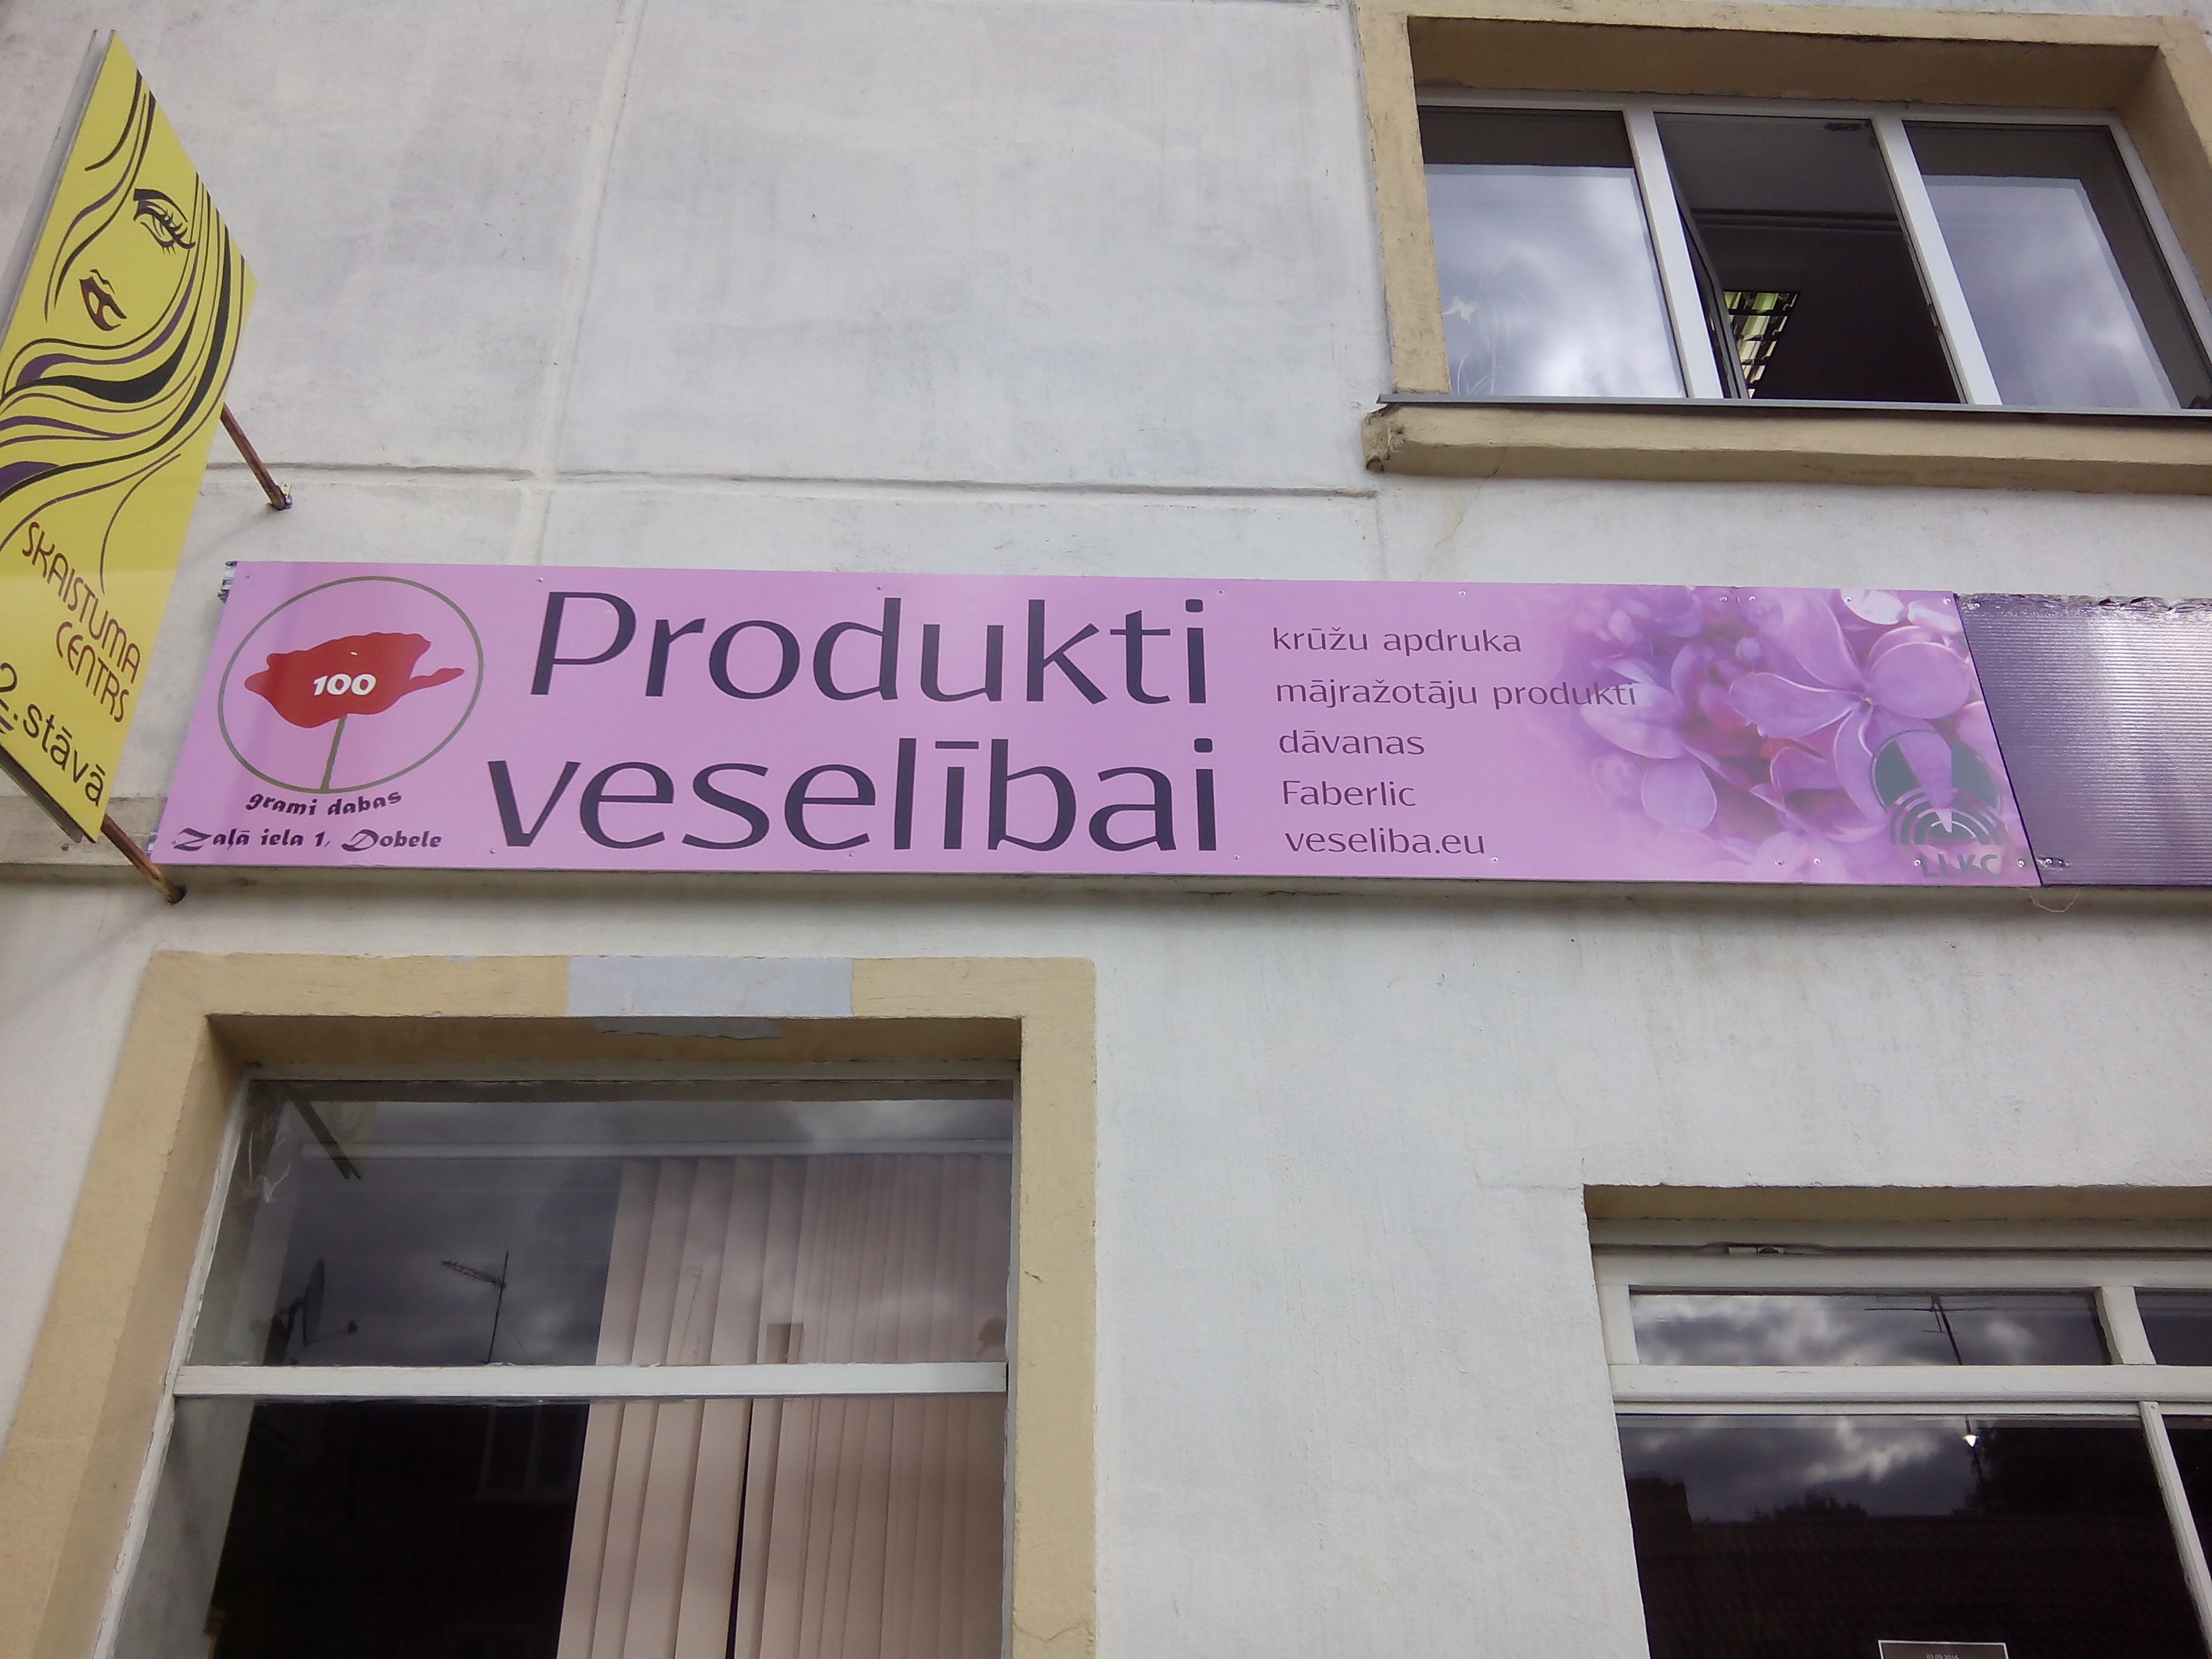 SKAISTUMA
CENTRS
2. stāvā
100
grami dabas
Zaļā iela 1, Dobele
Produkti
veselībai
krūžu apdruka
mājražotāju produkti
dāvanas
Faberlic
veseliba.eu
LLKC